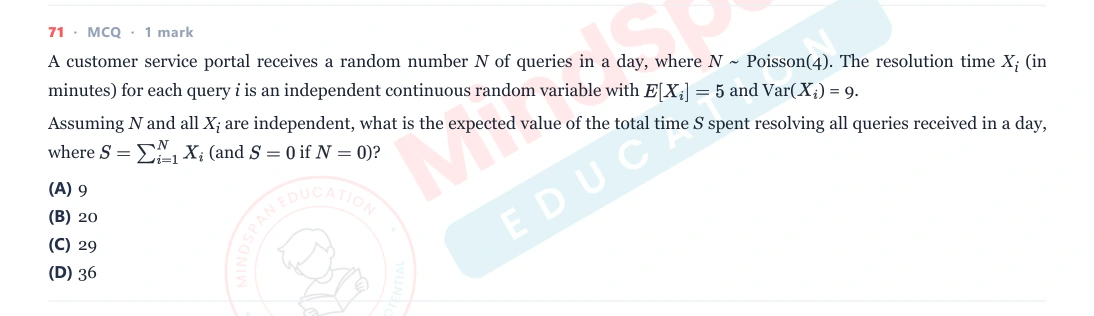 71 · MCQ · 1 mark
A customer service portal receives a random number N of queries in a day, where N ~ Poisson(4). The resolution time Xᵢ (in
minutes) for each query i is an independent continuous random variable with E[Xᵢ] = 5 and Var(Xᵢ) = 9.
Assuming N and all Xᵢ are independent, what is the expected value of the total time S spent resolving all queries received in a day,
where S = ∑ᵢ₌₁ᴺ Xᵢ (and S = 0 if N = 0)?
(A) 9
(B) 20
(C) 29
(D) 36
EDUCATION
MINDSPAN EDUCATION